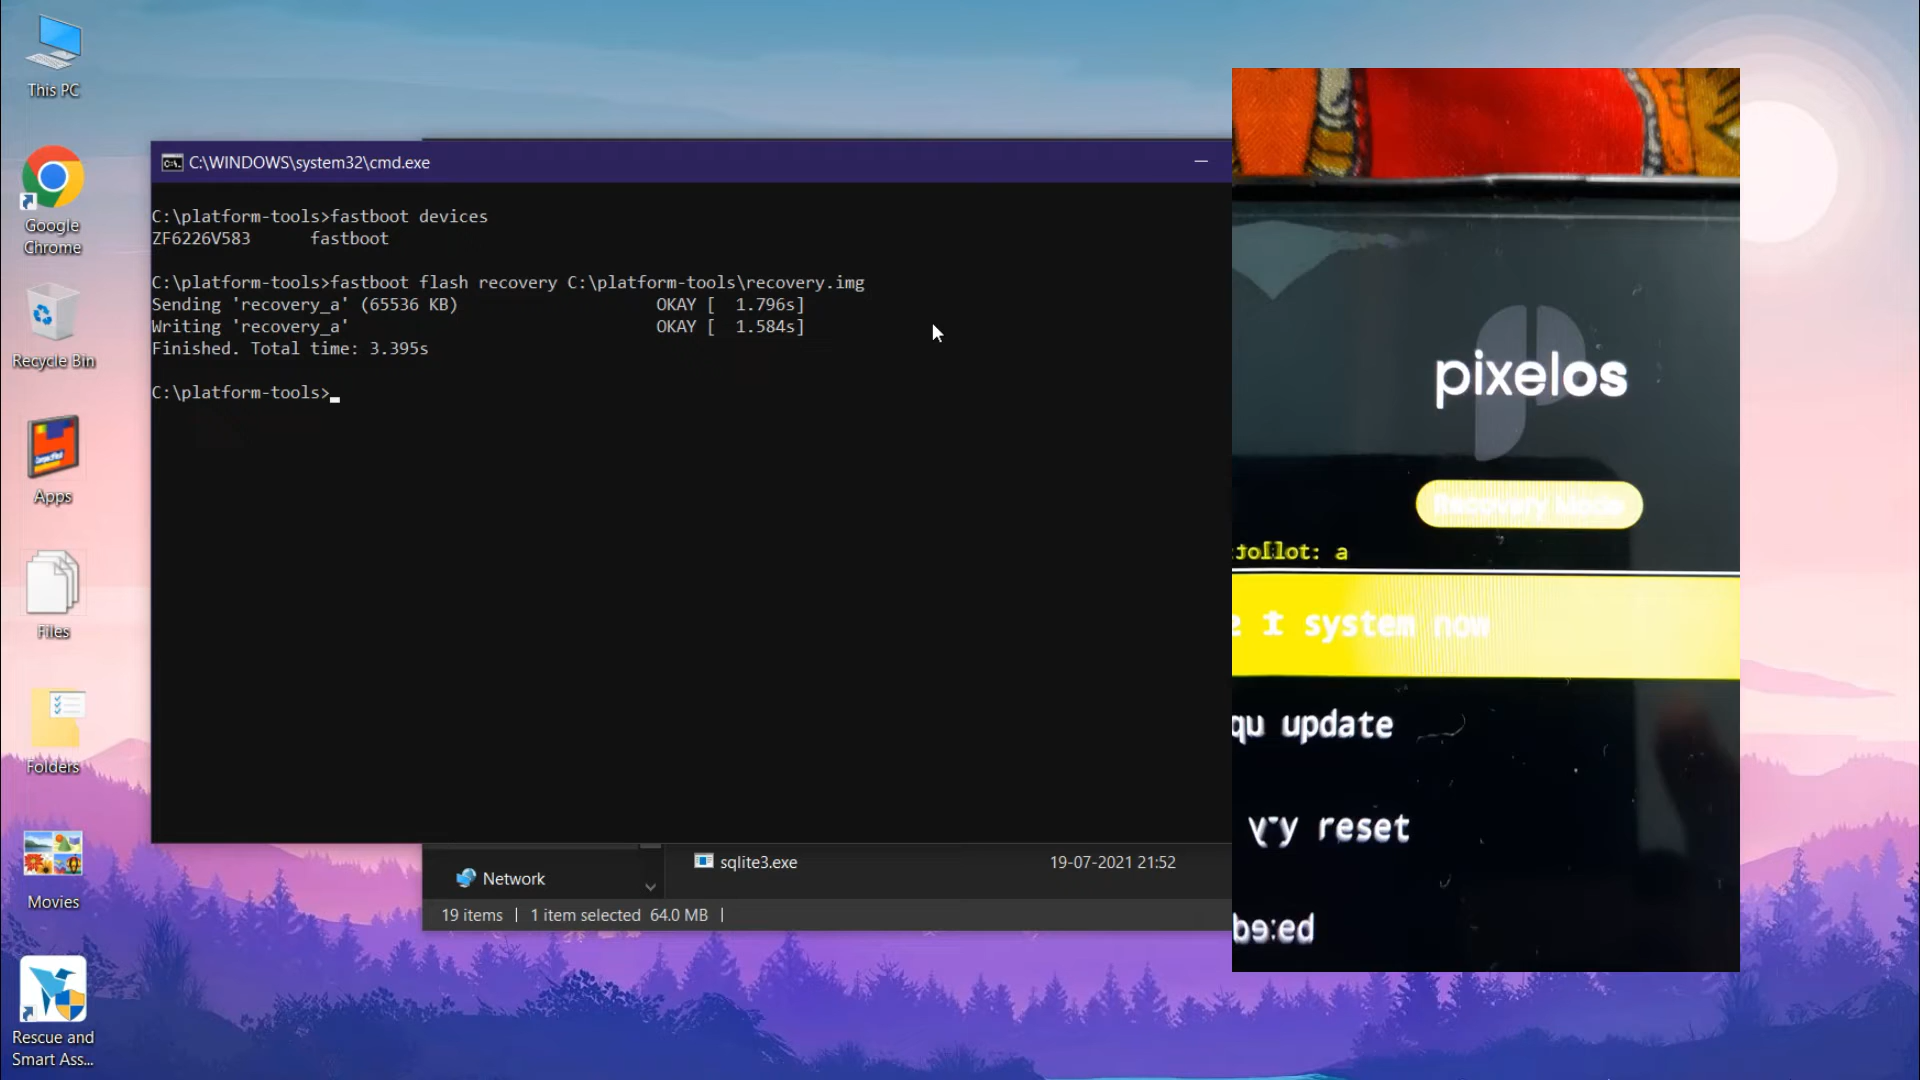 This PC
Google
Chrome
Recycle Bin
Apps
Files
Folders
Movies
Rescue and
Smart Ass...
C:\WINDOWS\system32\cmd.exe
C:\platform-tools>fastboot devices
ZF6226V583 fastboot
C:\platform-tools>fastboot flash recovery C:\platform-tools\recovery.img
Sending 'recovery_a' (65536 KB) OKAY [ 1.796s]
Writing 'recovery_a' OKAY [ 1.584s]
Finished. Total time: 3.395s
C:\platform-tools>
Network
sqlite3.exe 19-07-2021 21:52
19 items | 1 item selected 64.0 MB |
pixelos
Recovery Mode
a
system now
update
reset